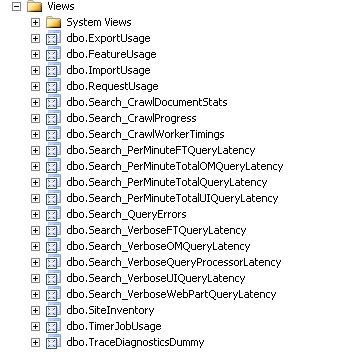 Views
System Views
dbo.ExportUsage
dbo.FeatureUsage
dbo.ImportUsage
dbo.RequestUsage
dbo.Search_CrawlDocumentStats
dbo.Search_CrawlProgress
dbo.Search_CrawlWorkerTimings
dbo.Search_PerMinuteFTQueryLatency
dbo.Search_PerMinuteTotalOMQueryLatency
dbo.Search_PerMinuteTotalQueryLatency
dbo.Search_PerMinuteTotalUIQueryLatency
dbo.Search_QueryErrors
dbo.Search_VerboseFTQueryLatency
dbo.Search_VerboseOMQueryLatency
dbo.Search_VerboseQueryProcessorLatency
dbo.Search_VerboseUIQueryLatency
dbo.Search_VerboseWebPartQueryLatency
dbo.SiteInventory
dbo.TimerJobUsage
dbo.TraceDiagnosticsDummy